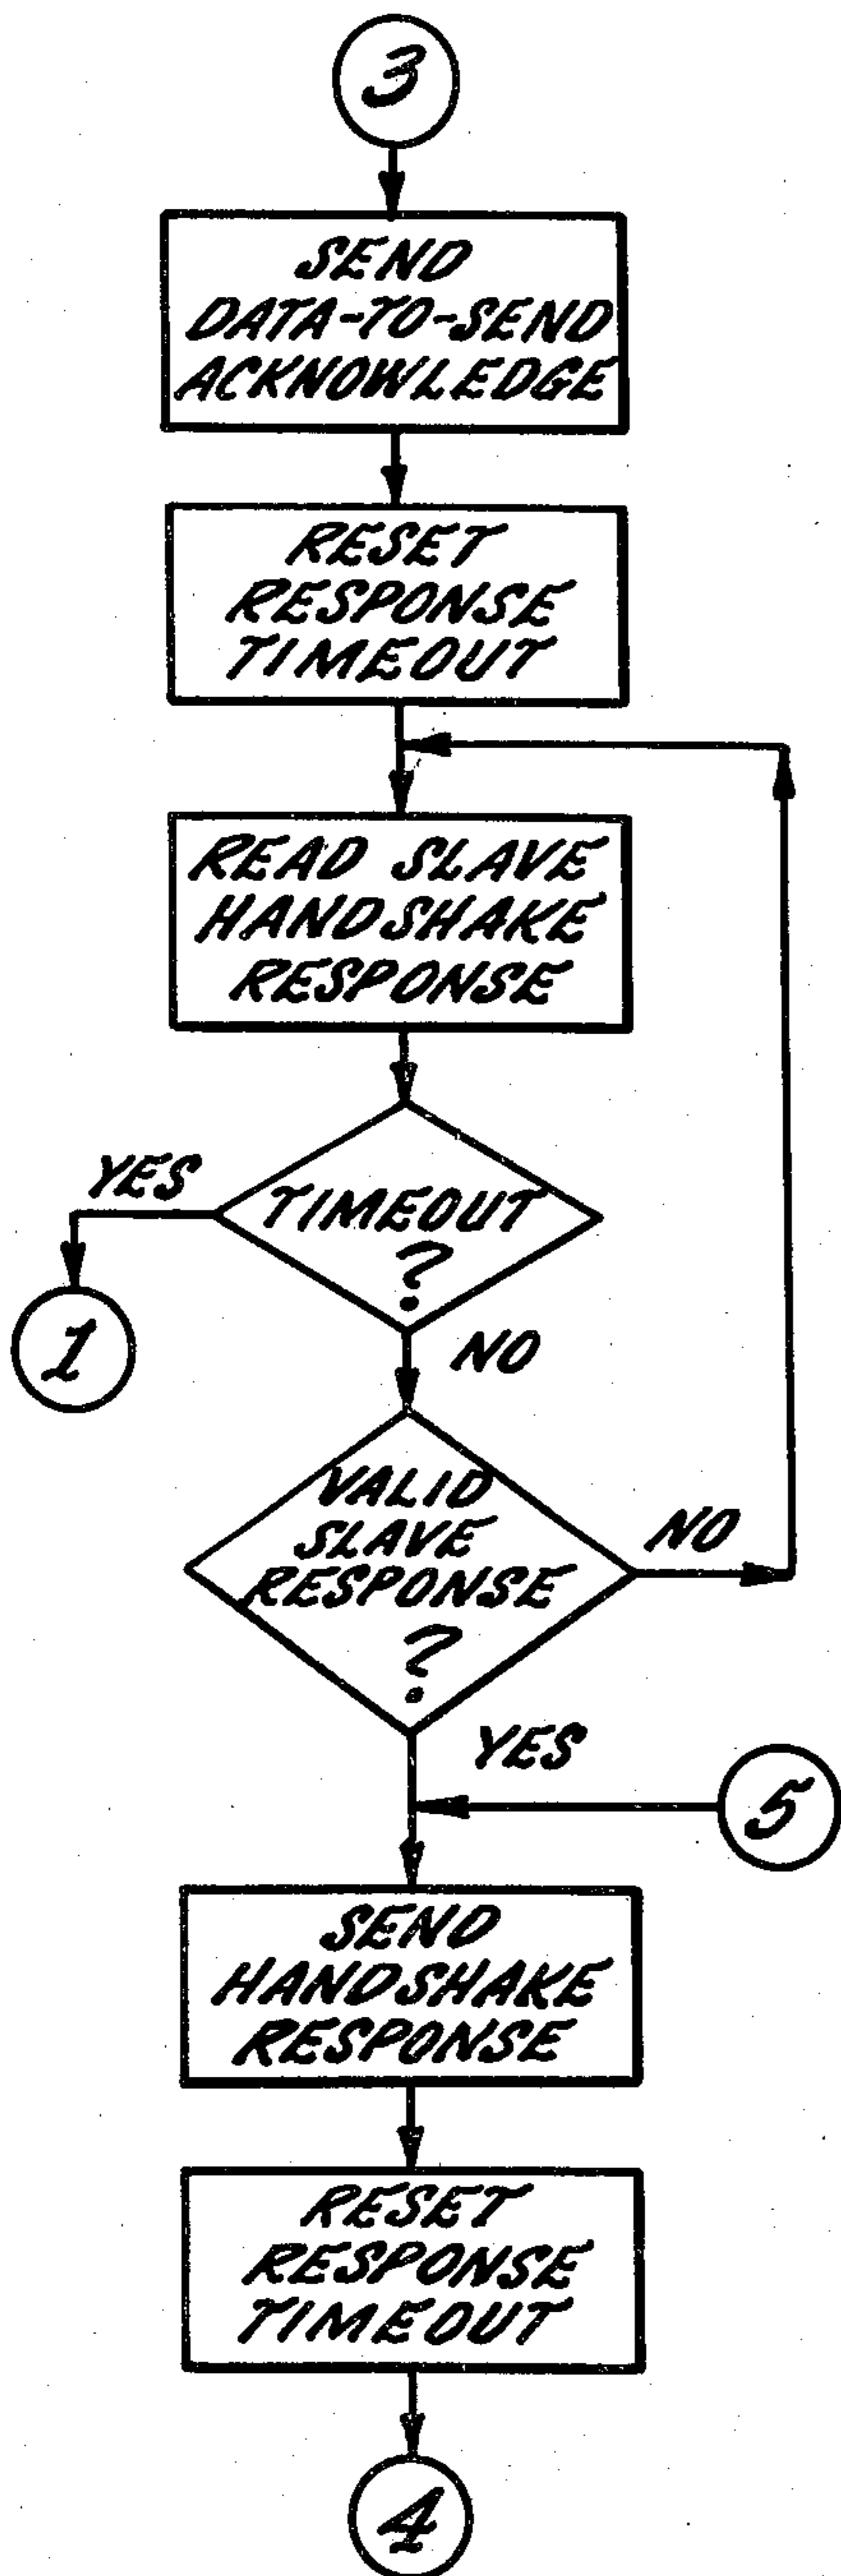 3
SEND
DATA-TO-SEND
ACKNOWLEDGE
RESET
RESPONSE
TIMEOUT
READ SLAVE
HANDSHAKE
RESPONSE
YES
TIMEOUT
?
1
NO
VALID
SLAVE
RESPONSE
?
NO
YES
5
SEND
HANDSHAKE
RESPONSE
RESET
RESPONSE
TIMEOUT
4